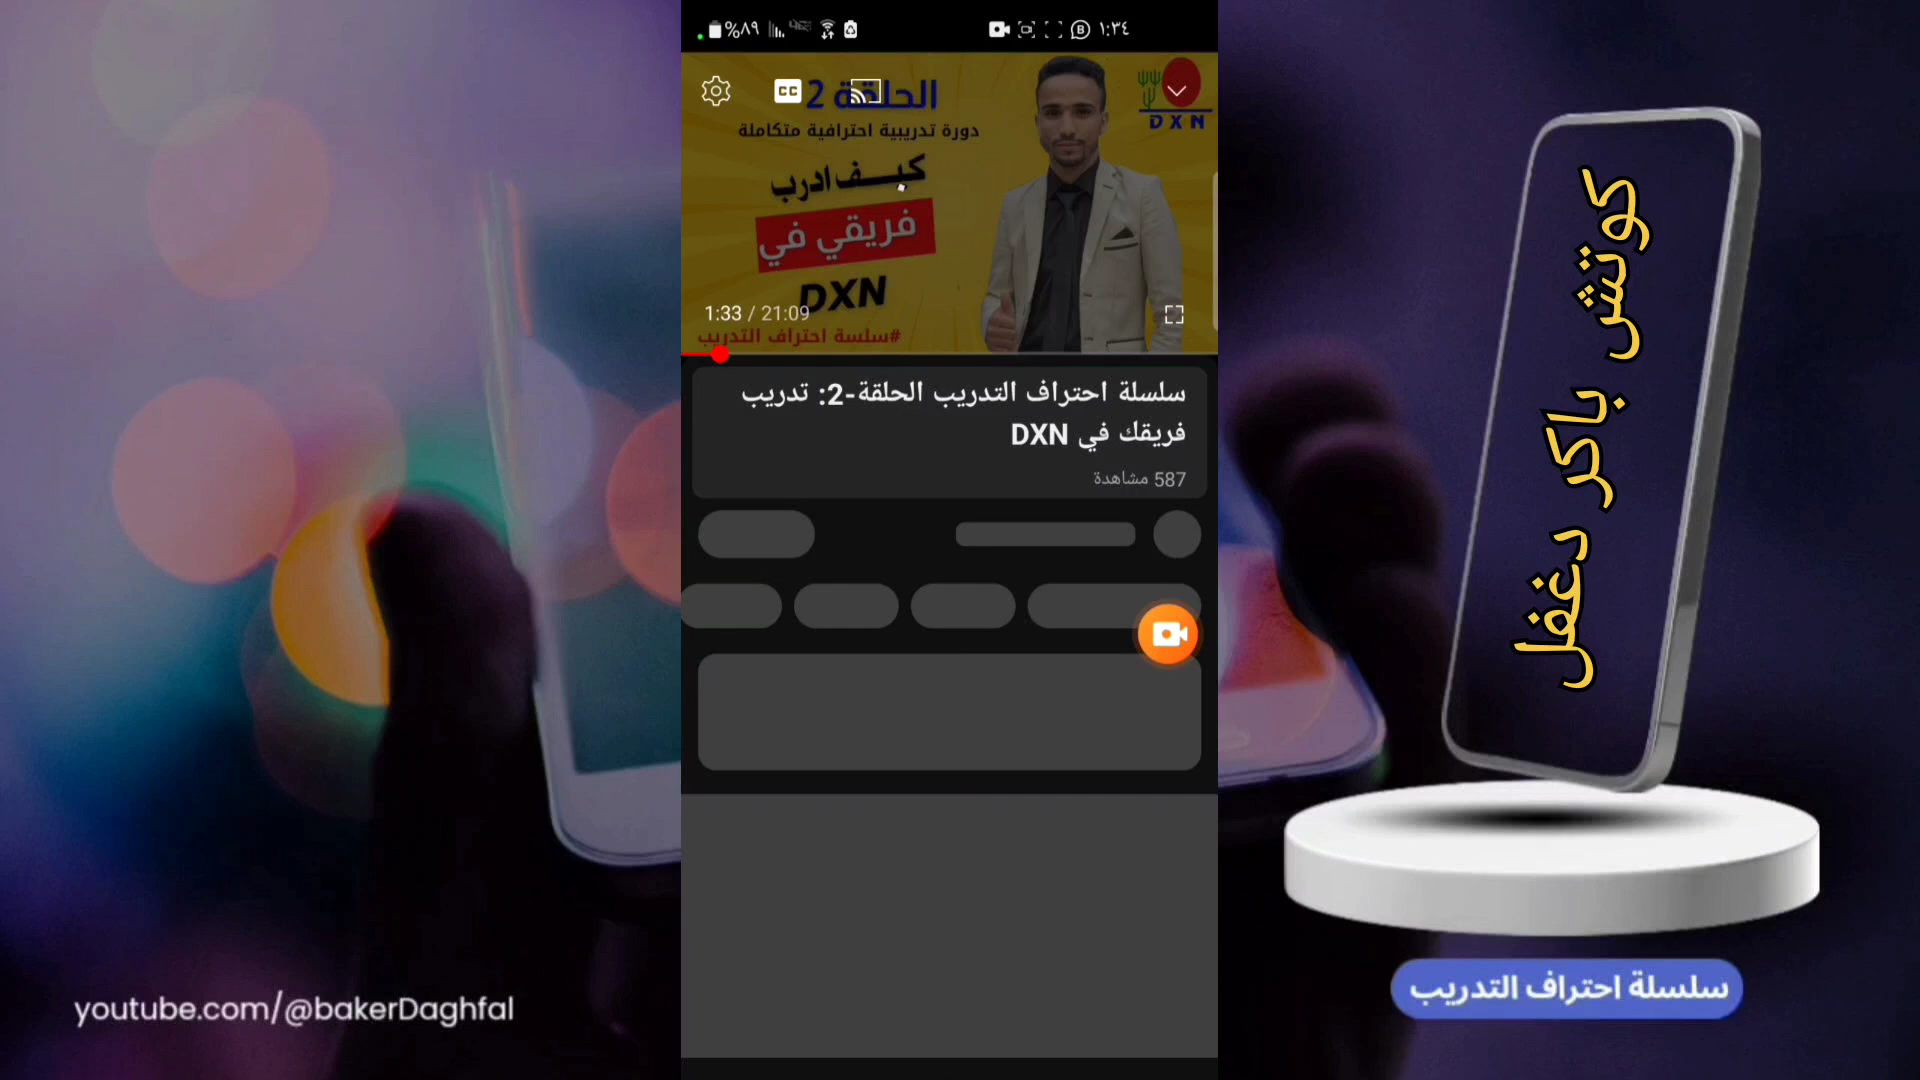 %٨٩
١:٣٤
CC
الحلقة 2
DXN
دورة تدريبية احترافية متكاملة
كيف ادرب
فريقي في
DXN
1:33 / 21:09
#سلسة احتراف التدريب
سلسلة احتراف التدريب الحلقة-2: تدريب
فريقك في DXN
587 مشاهدة
كوتش باكر دغفل
سلسلة احتراف التدريب
youtube.com/@bakerDaghfal